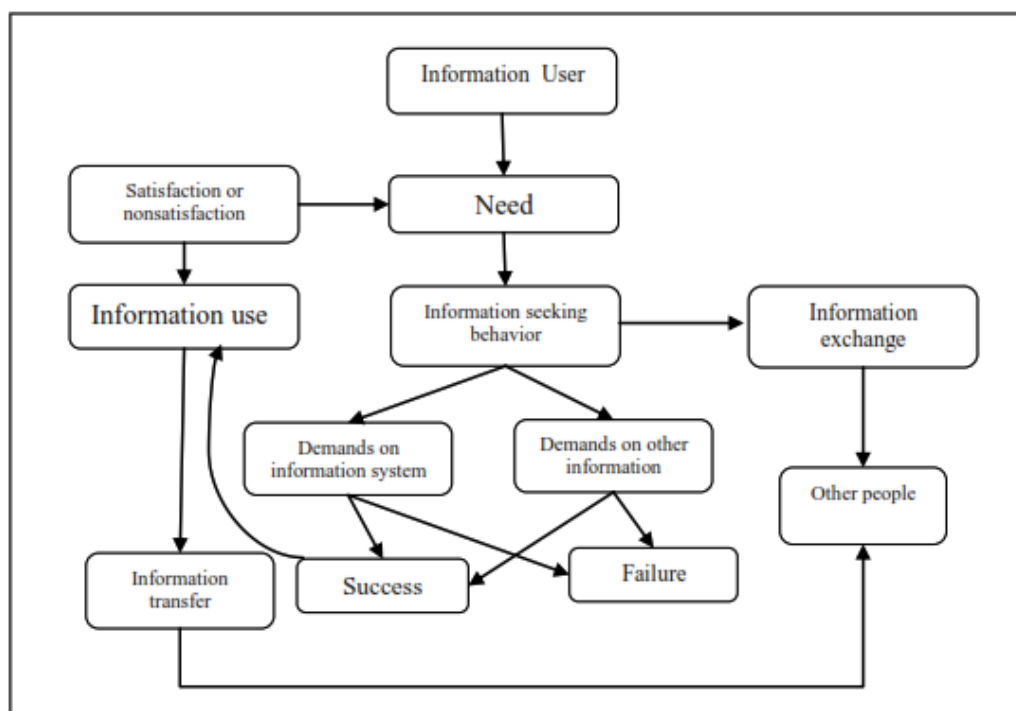 Information User
Satisfaction or
nonsatisfaction
Need
Information use
Information seeking
behavior
Information
exchange
Demands on
information system
Demands on other
information
Other people
Information
transfer
Success
Failure